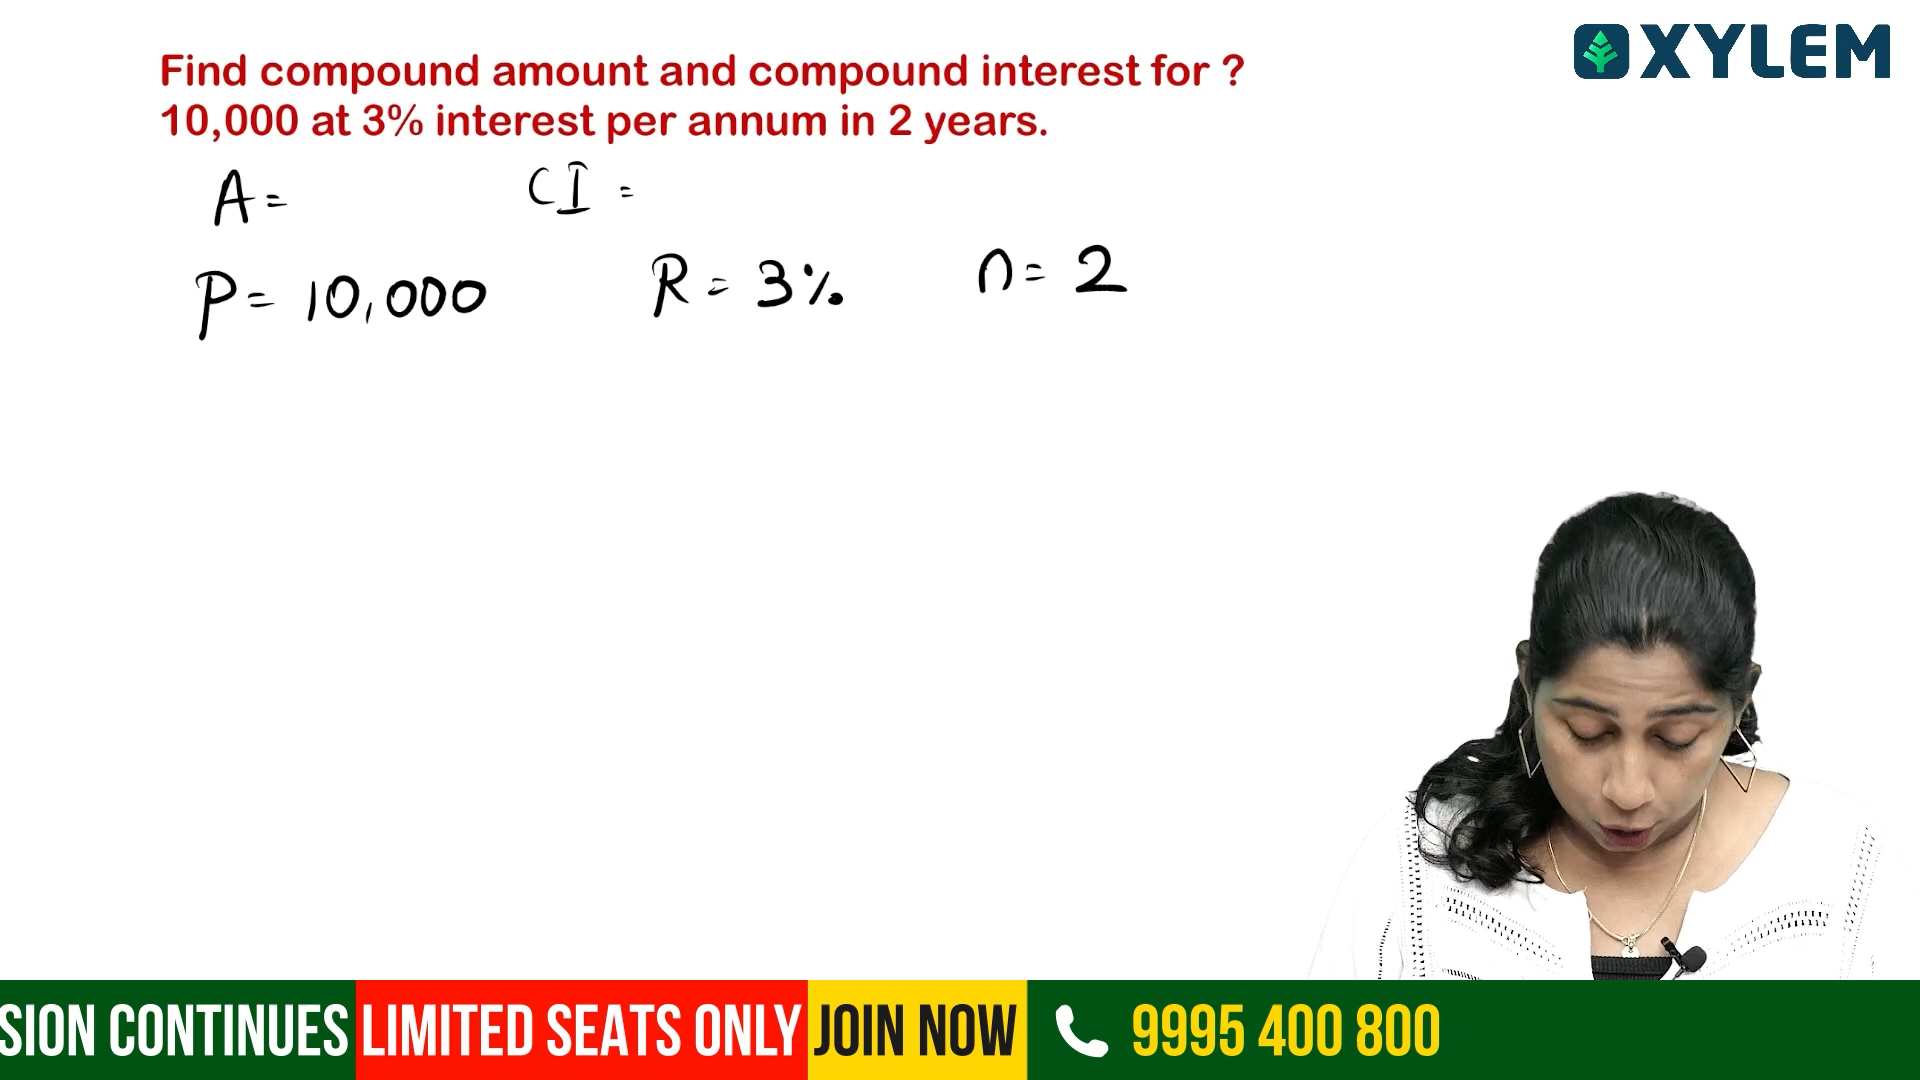 XYLEM
Find compound amount and compound interest for ?
10,000 at 3% interest per annum in 2 years.
A= CI =
P= 10,000 R= 3% n= 2
SION CONTINUES LIMITED SEATS ONLY JOIN NOW 9995 400 800